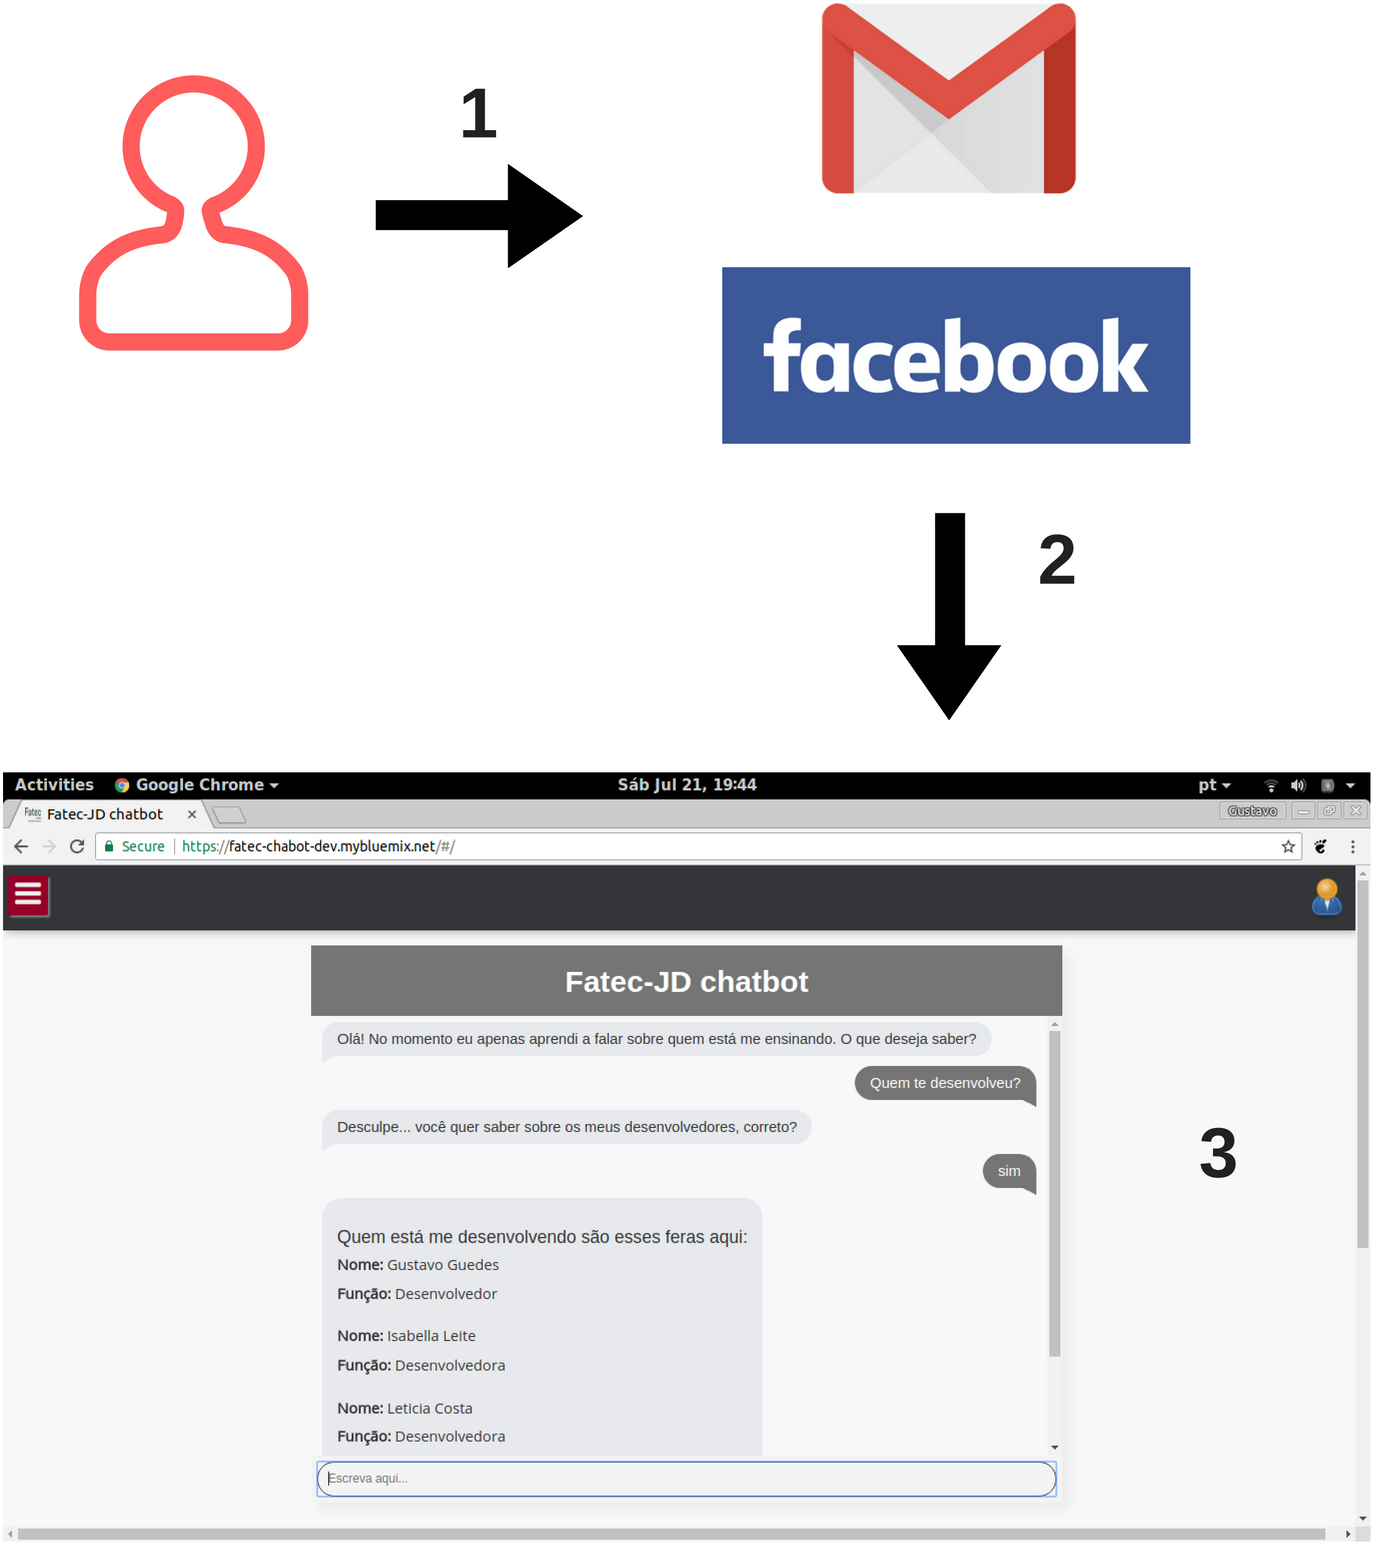 1
facebook
2
Activities Google Chrome Sáb Jul 21, 19:44 pt
Fatec Fatec-JD chatbot Gustavo
Secure https://fatec-chabot-dev.mybluemix.net/#/
Fatec-JD chatbot
Olá! No momento eu apenas aprendi a falar sobre quem está me ensinando. O que deseja saber?
Quem te desenvolveu?
Desculpe... você quer saber sobre os meus desenvolvedores, correto?
3
sim
Quem está me desenvolvendo são esses feras aqui:
Nome: Gustavo Guedes
Função: Desenvolvedor
Nome: Isabella Leite
Função: Desenvolvedora
Nome: Leticia Costa
Função: Desenvolvedora
Escreva aqui...